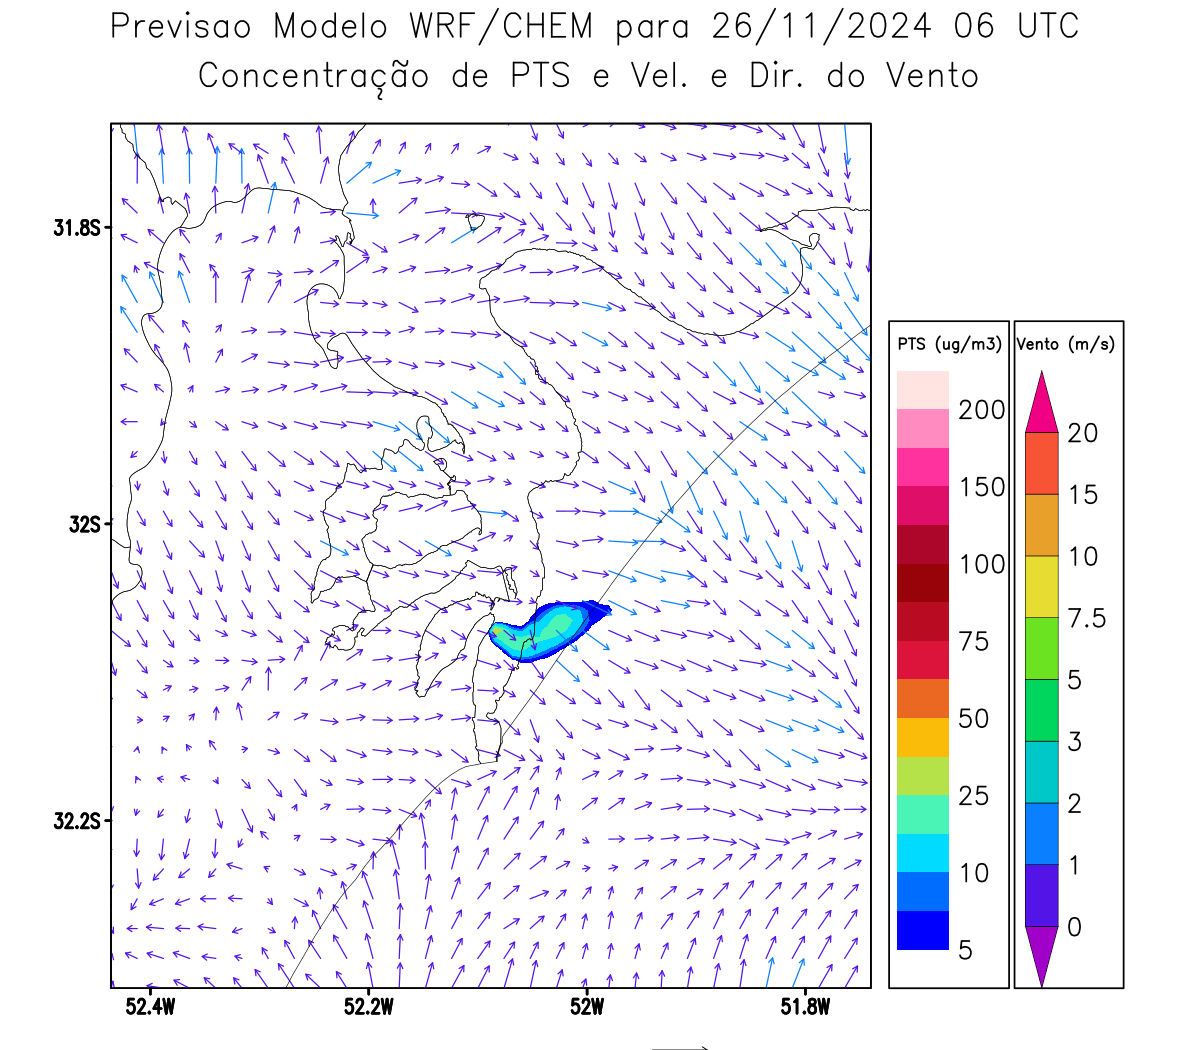 Previsao Modelo WRF/CHEM para 26/11/2024 06 UTC
Concentração de PTS e Vel. e Dir. do Vento
31.8S
32S
32.2S
52.4W 52.2W 52W 51.8W
PTS (ug/m3)
200
150
100
75
50
25
10
5
Vento (m/s)
20
15
10
7.5
5
3
2
1
0